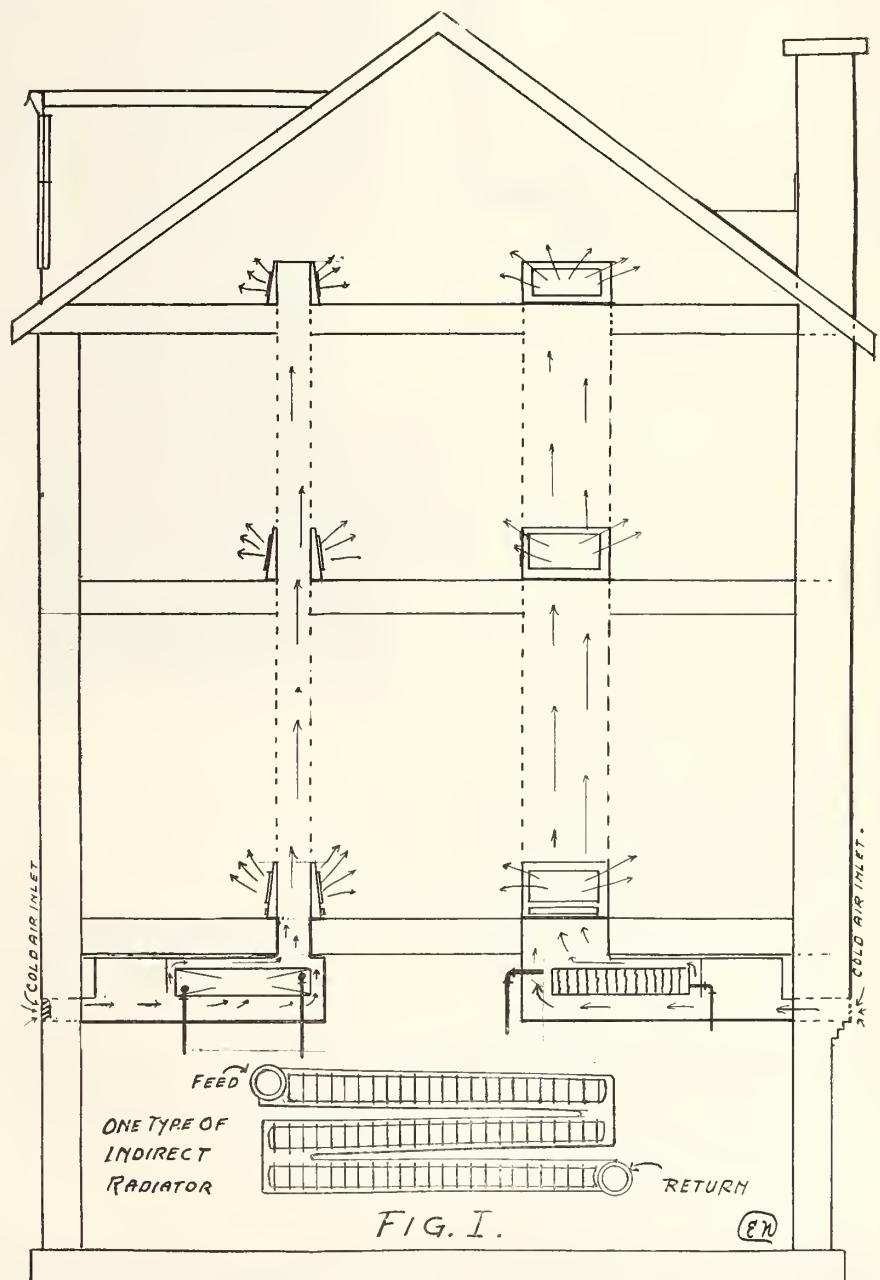 COLD AIR INLET
COLD AIR INLET.
FEED
ONE TYPE OF
INDIRECT
RADIATOR
RETURN
FIG. I.
EN